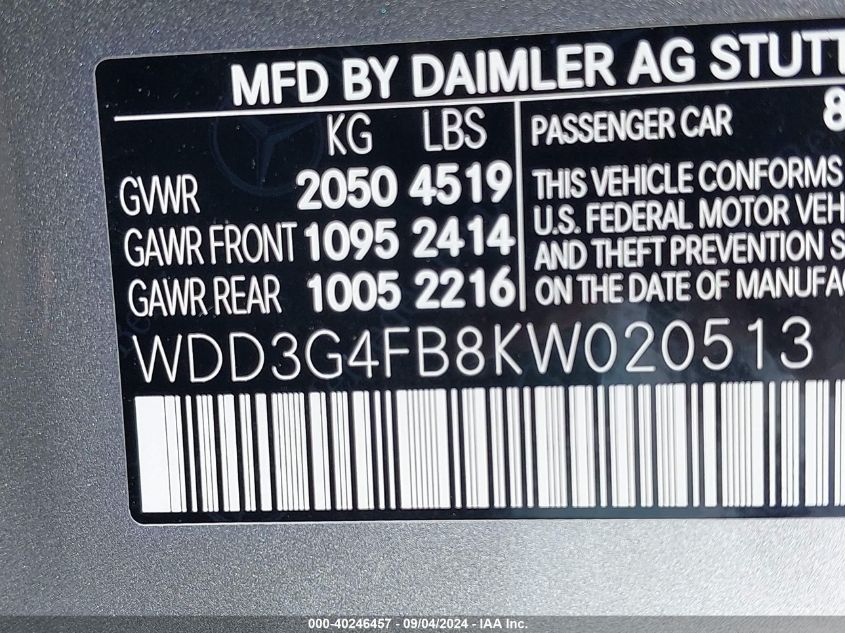 MFD BY DAIMLER AG STUTT
KG LBS
GVWR 2050 4519
GAWR FRONT 1095 2414
GAWR REAR 1005 2216
PASSENGER CAR 8
THIS VEHICLE CONFORMS
U.S. FEDERAL MOTOR VEH
AND THEFT PREVENTION S
ON THE DATE OF MANUFA
WDD3G4FB8KW020513
000-40246457 - 09/04/2024 - IAA Inc.